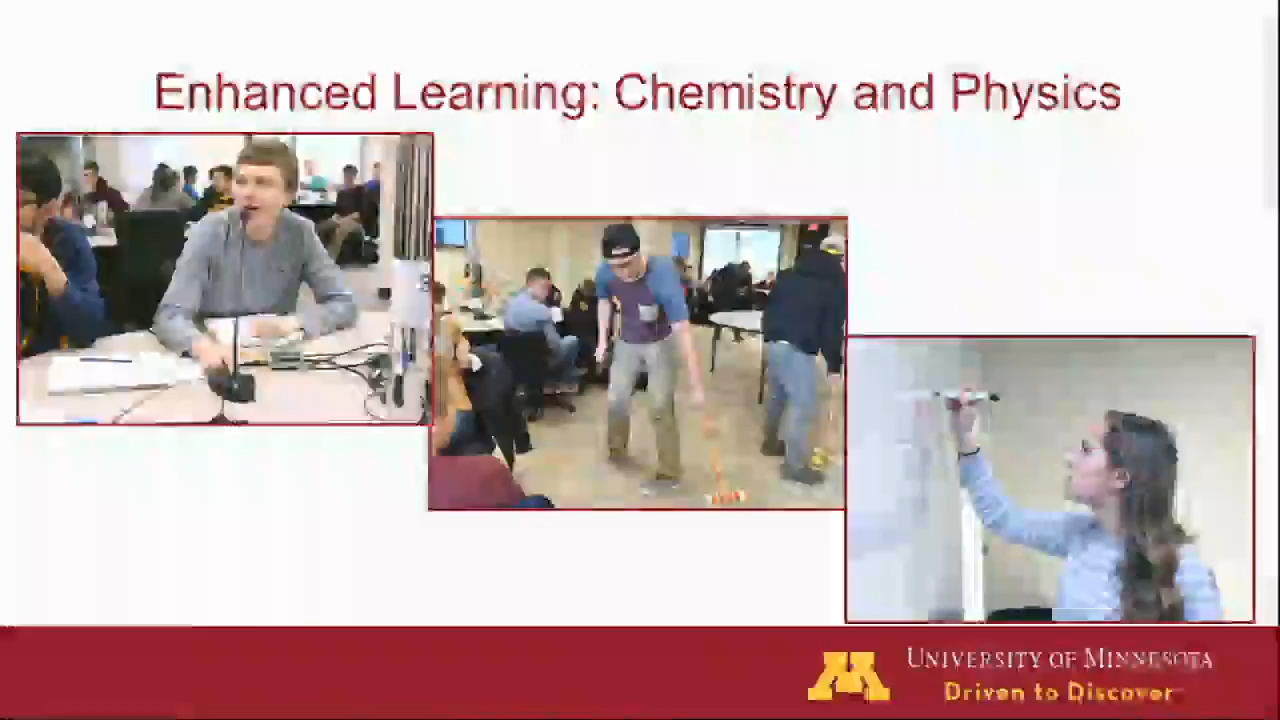 Enhanced Learning: Chemistry and Physics
M
UNIVERSITY OF MINNESOTA
Driven to Discover